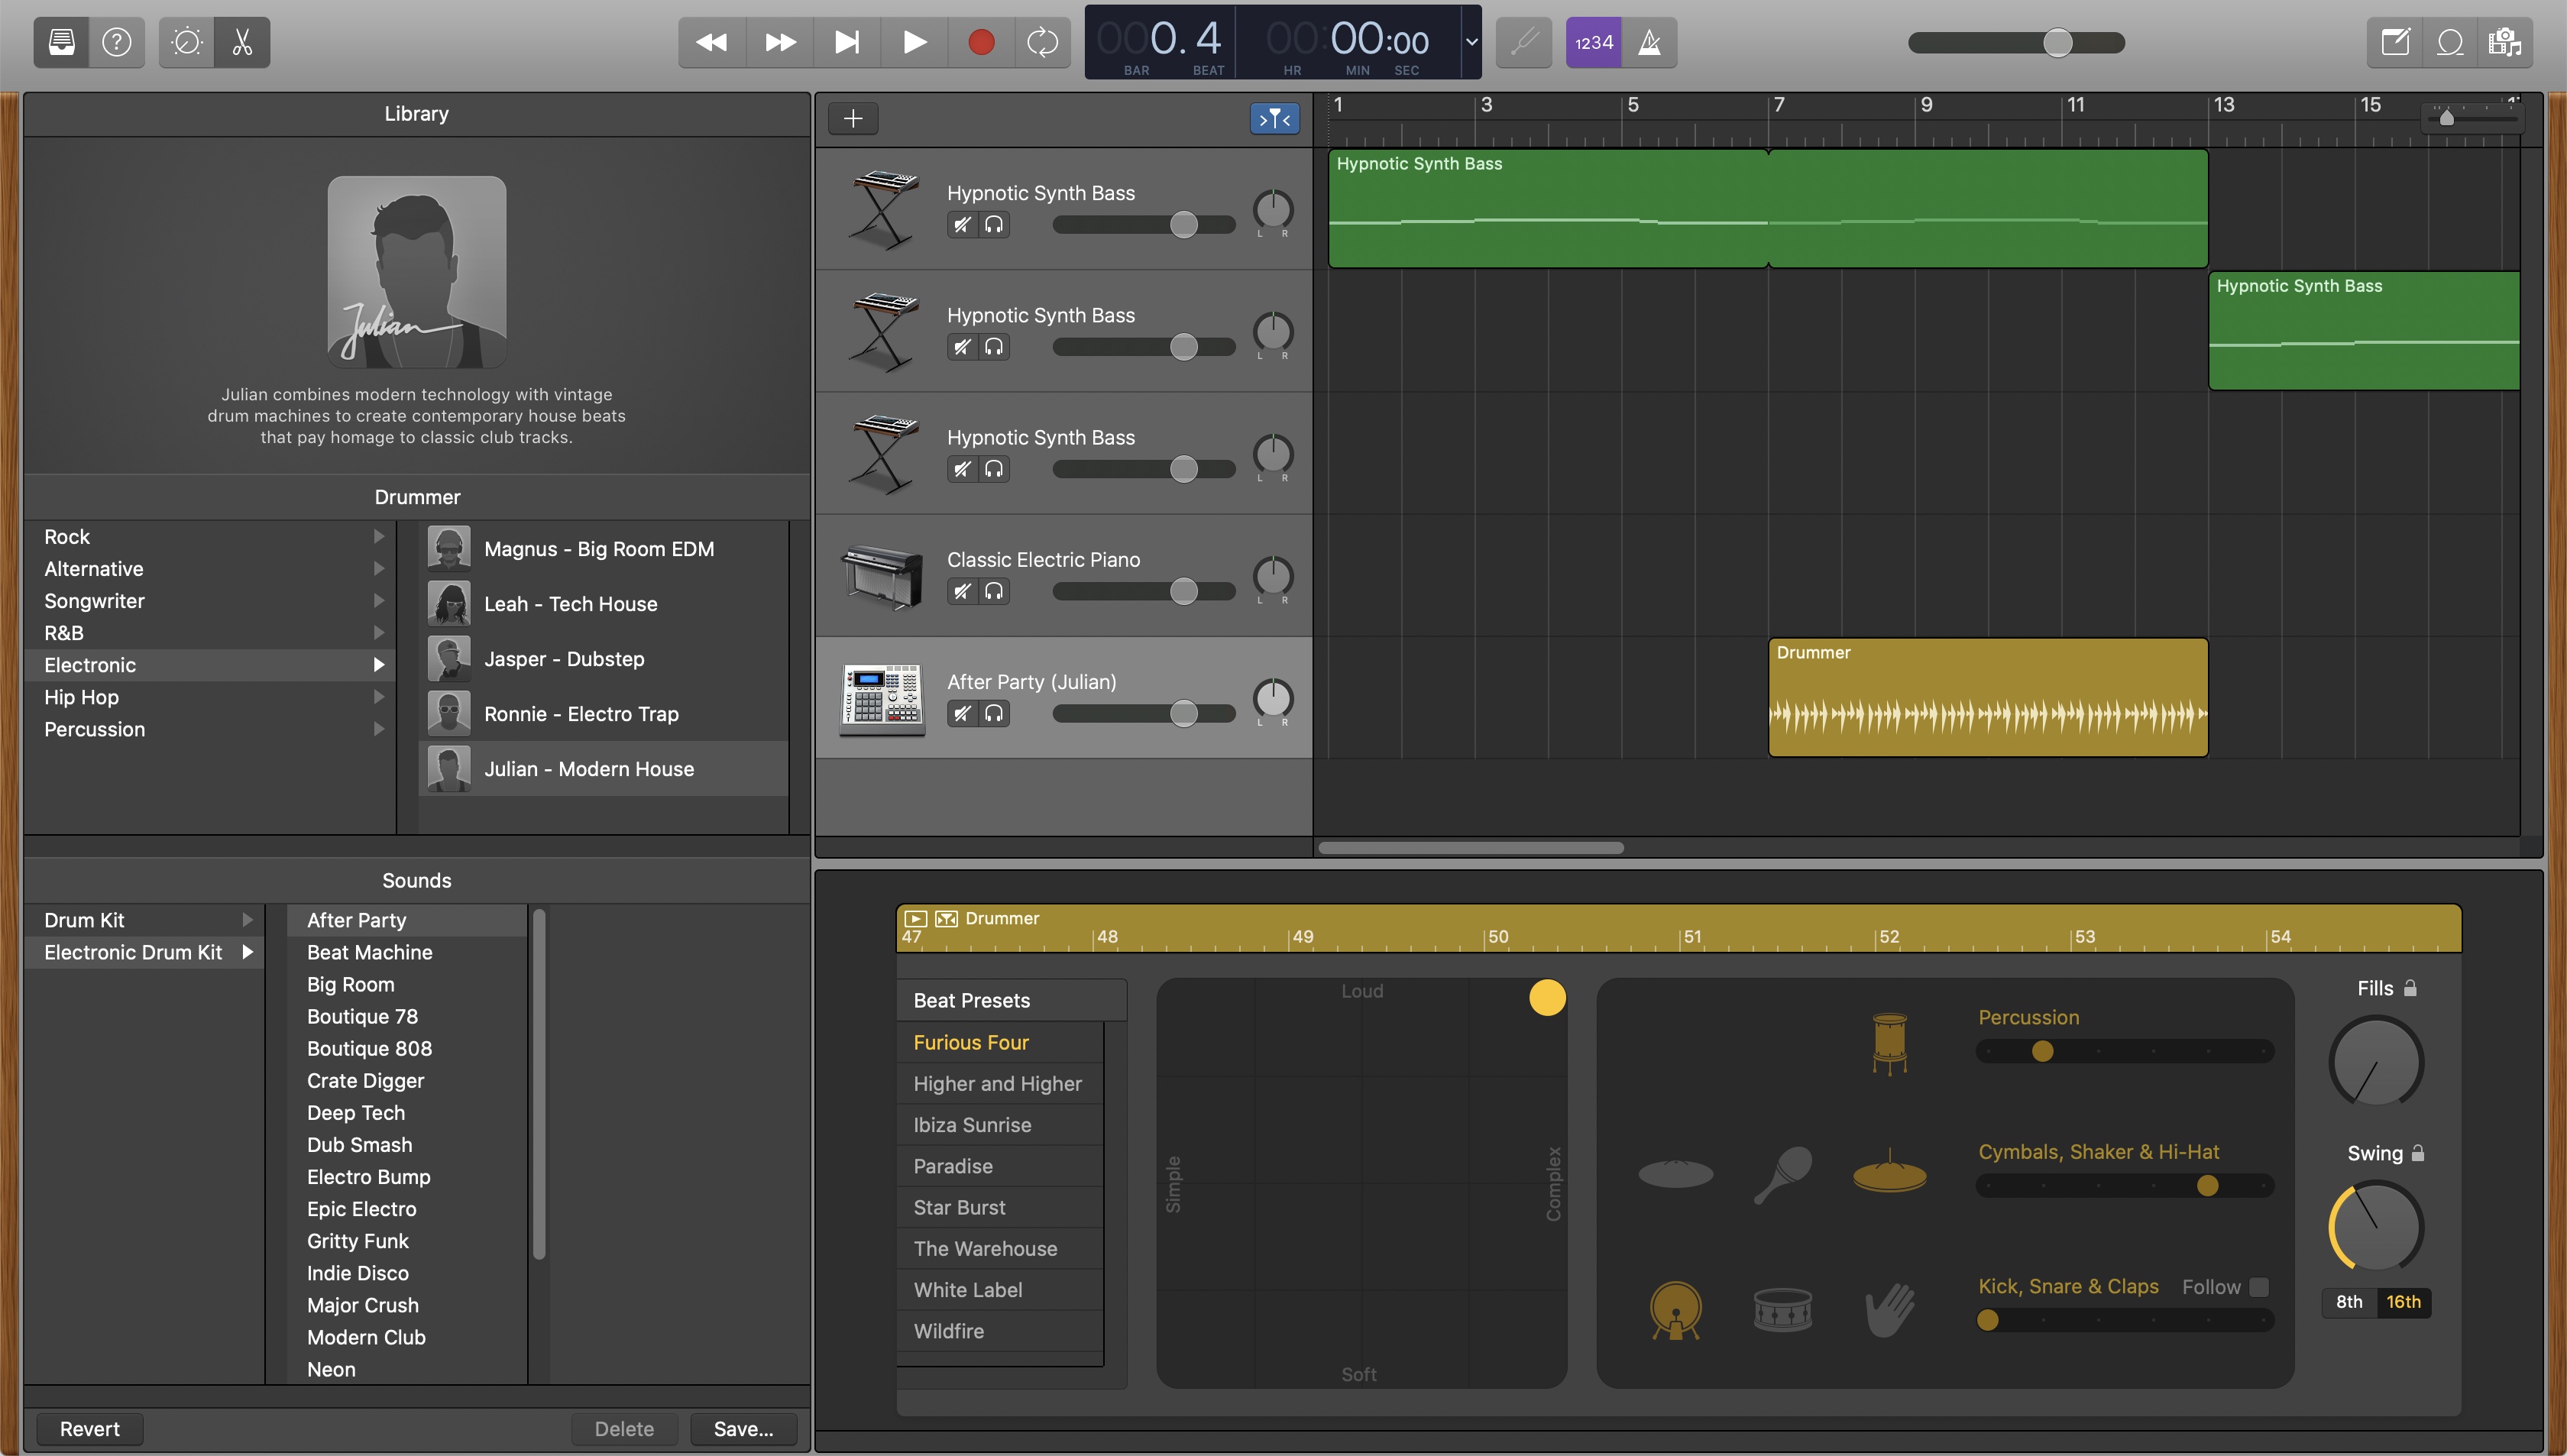 000.4
BAR BEAT
00:00:00
HR MIN SEC
1234
Library
Julian
Julian combines modern technology with vintage
drum machines to create contemporary house beats
that pay homage to classic club tracks.
Drummer
Rock
Alternative
Songwriter
R&B
Electronic
Hip Hop
Percussion
Magnus - Big Room EDM
Leah - Tech House
Jasper - Dubstep
Ronnie - Electro Trap
Julian - Modern House
Sounds
Drum Kit
Electronic Drum Kit
After Party
Beat Machine
Big Room
Boutique 78
Boutique 808
Crate Digger
Deep Tech
Dub Smash
Electro Bump
Epic Electro
Gritty Funk
Indie Disco
Major Crush
Modern Club
Neon
Revert
Delete
Save...
1 3 5 7 9 11 13 15
Hypnotic Synth Bass
L R
Hypnotic Synth Bass
L R
Hypnotic Synth Bass
L R
Classic Electric Piano
L R
After Party (Julian)
L R
Hypnotic Synth Bass
Hypnotic Synth Bass
Drummer
Drummer
47 48 49 50 51 52 53 54
Beat Presets
Furious Four
Higher and Higher
Ibiza Sunrise
Paradise
Star Burst
The Warehouse
White Label
Wildfire
Loud
Simple
Complex
Soft
Percussion
Cymbals, Shaker & Hi-Hat
Kick, Snare & Claps
Follow
Fills
Swing
8th 16th